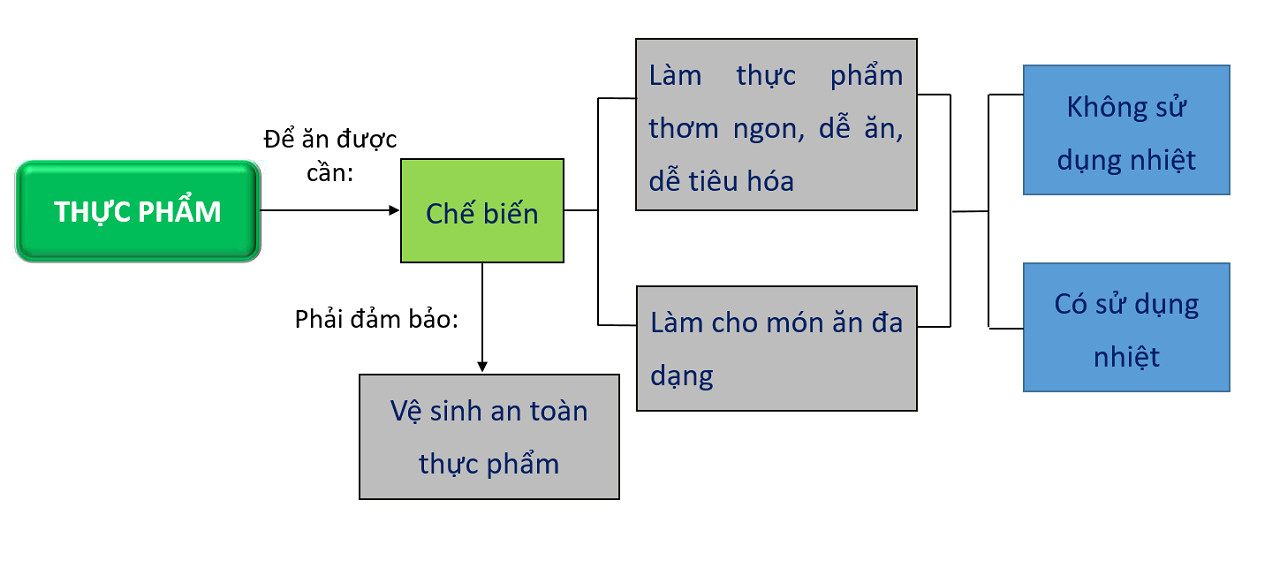 THỰC PHẨM
Để ăn được
cần:
Chế biến
Phải đảm bảo:
Vệ sinh an toàn
thực phẩm
Làm thực phẩm
thơm ngon, dễ ăn,
dễ tiêu hóa
Làm cho món ăn đa
dạng
Không sử
dụng nhiệt
Có sử dụng
nhiệt